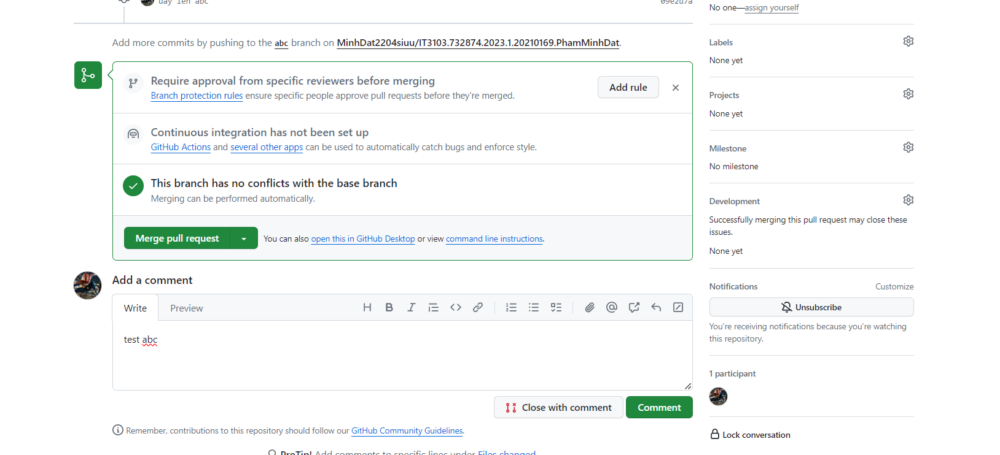 day len abc
09e2d7a
No one—assign yourself
Add more commits by pushing to the abc branch on MinhDat2204siuu/IT3103.732874.2023.1.20210169.PhamMinhDat.
Require approval from specific reviewers before merging
Branch protection rules ensure specific people approve pull requests before they're merged.
Add rule
Continuous integration has not been set up
GitHub Actions and several other apps can be used to automatically catch bugs and enforce style.
This branch has no conflicts with the base branch
Merging can be performed automatically.
Merge pull request
You can also open this in GitHub Desktop or view command line instructions.
Add a comment
Write
Preview
test abc
Close with comment
Comment
Remember, contributions to this repository should follow our GitHub Community Guidelines.
ProTip! Add comments to specific lines under Files changed
Labels
None yet
Projects
None yet
Milestone
No milestone
Development
Successfully merging this pull request may close these
issues.
None yet
Notifications
Customize
Unsubscribe
You're receiving notifications because you're watching
this repository.
1 participant
Lock conversation